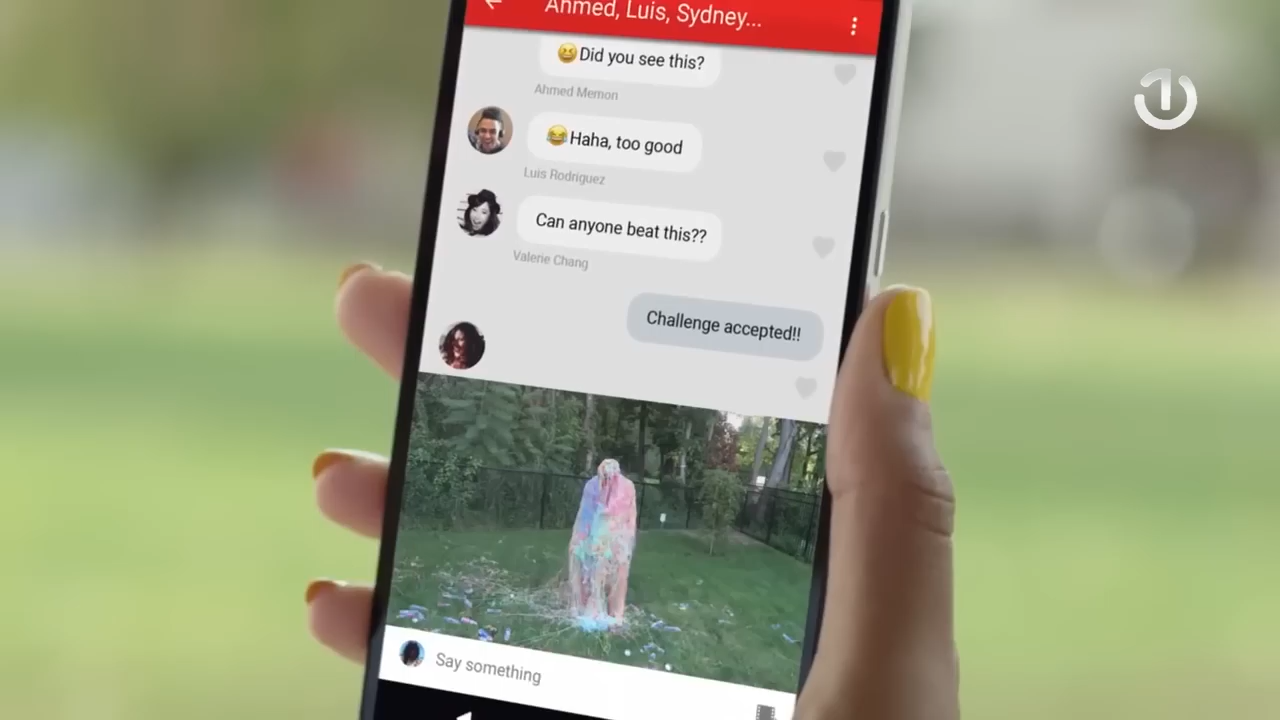 Ahmed, Luis, Sydney...
😆Did you see this?
Ahmed Memon
😂Haha, too good
Luis Rodriguez
Can anyone beat this??
Valerie Chang
Challenge accepted!!
Say something